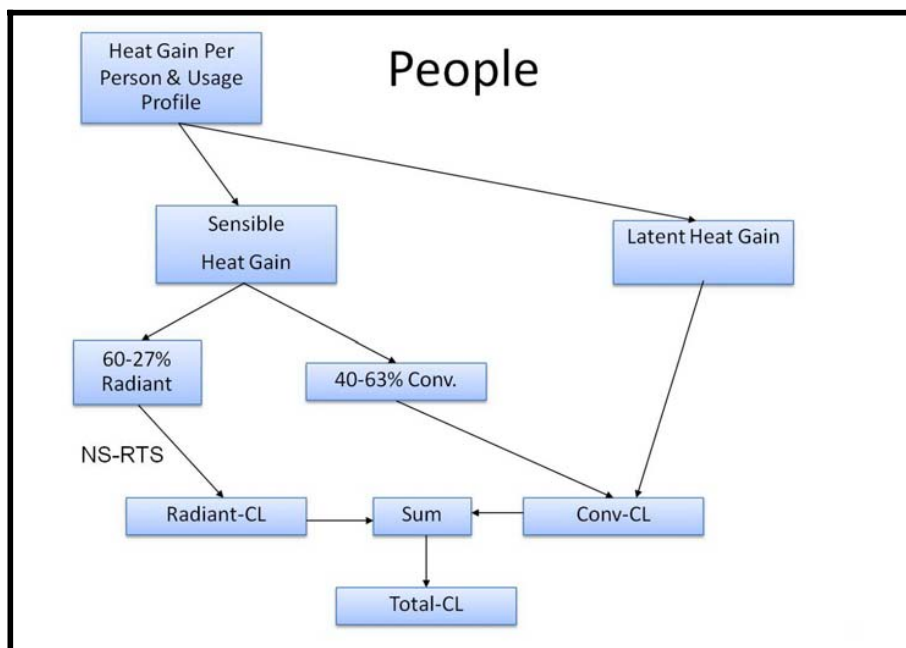 People
Heat Gain Per
Person & Usage
Profile
Sensible
Heat Gain
Latent Heat Gain
60-27%
Radiant
40-63% Conv.
NS-RTS
Radiant-CL
Sum
Conv-CL
Total-CL